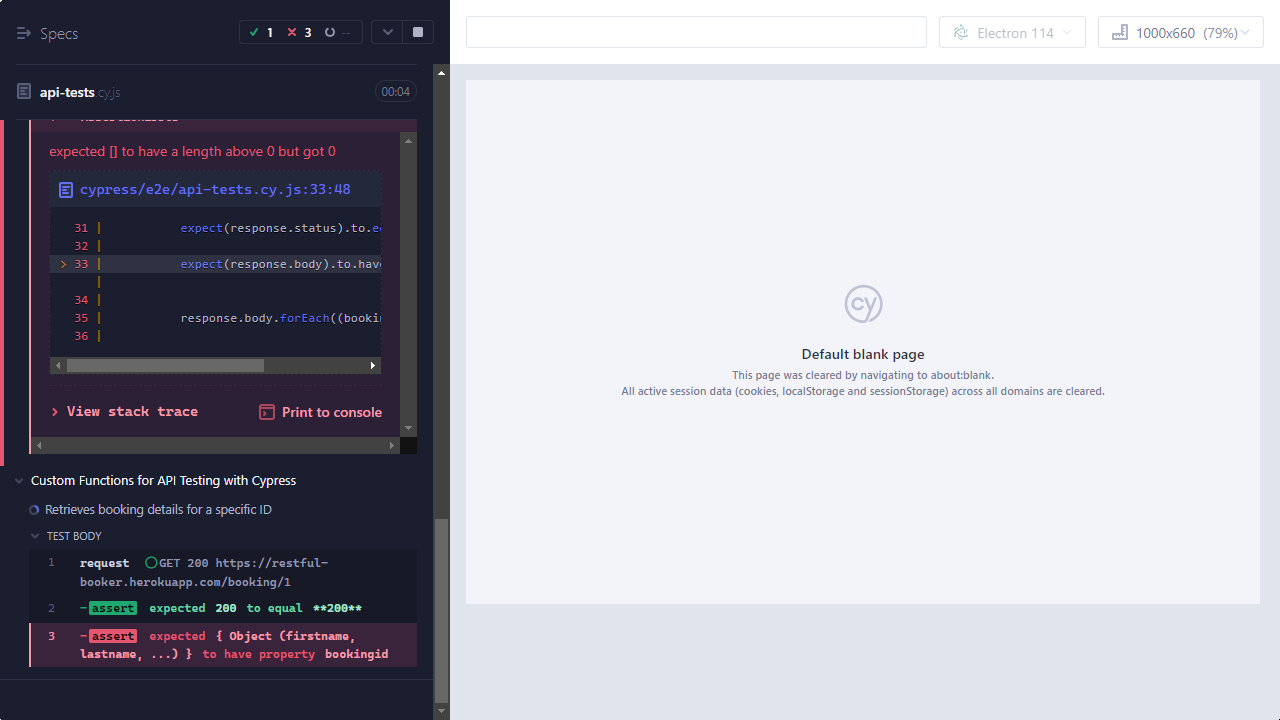 Specs
1
3
--
Electron 114
1000x660 (79%)
api-tests cy.js
00:04
expected [] to have a length above 0 but got 0
cypress/e2e/api-tests.cy.js:33:48
31 | expect(response.status).to.e
32 |
> 33 | expect(response.body).to.hav
|
34 |
35 | response.body.forEach((booki
36 |
View stack trace
Print to console
Custom Functions for API Testing with Cypress
Retrieves booking details for a specific ID
TEST BODY
1 request GET 200 https://restful-
booker.herokuapp.com/booking/1
2 -assert expected 200 to equal **200**
3 -assert expected { Object (firstname,
lastname, ...) } to have property bookingid
cy
Default blank page
This page was cleared by navigating to about:blank.
All active session data (cookies, localStorage and sessionStorage) across all domains are cleared.